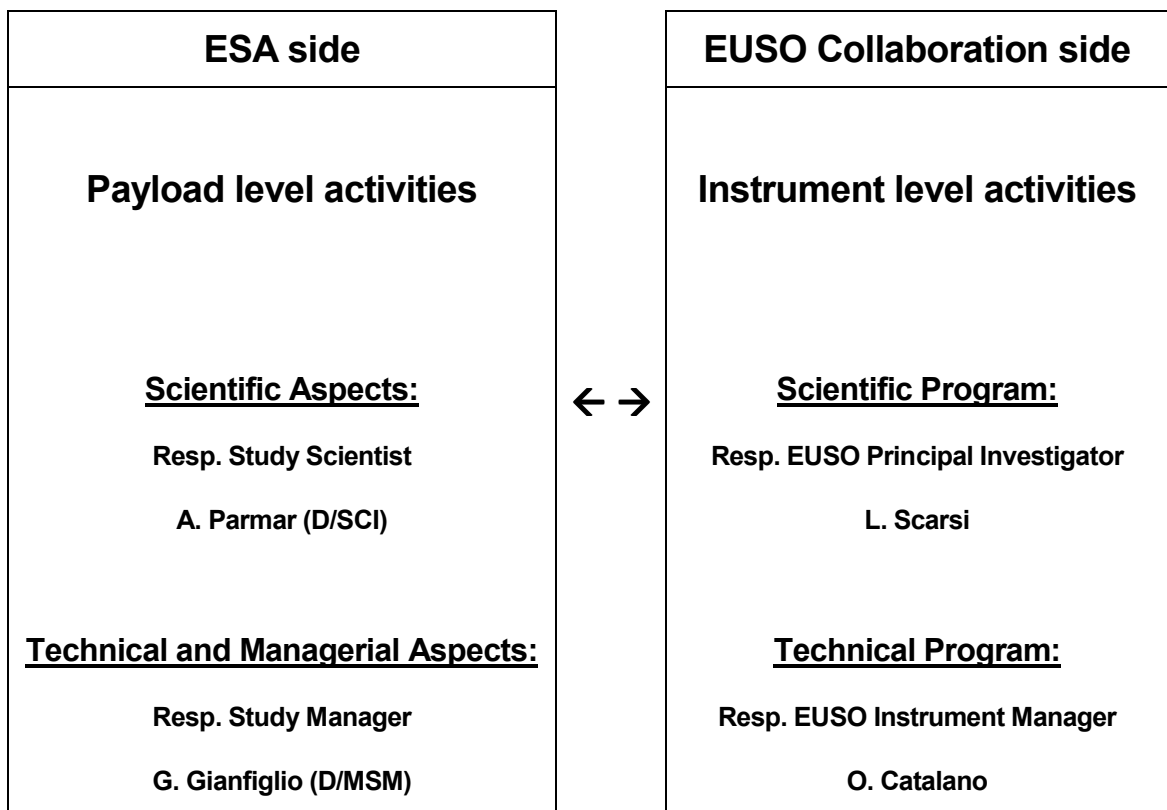 ESA side
Payload level activities
Scientific Aspects:
Resp. Study Scientist
A. Parmar (D/SCI)
Technical and Managerial Aspects:
Resp. Study Manager
G. Gianfiglio (D/MSM)
← →
EUSO Collaboration side
Instrument level activities
Scientific Program:
Resp. EUSO Principal Investigator
L. Scarsi
Technical Program:
Resp. EUSO Instrument Manager
O. Catalano